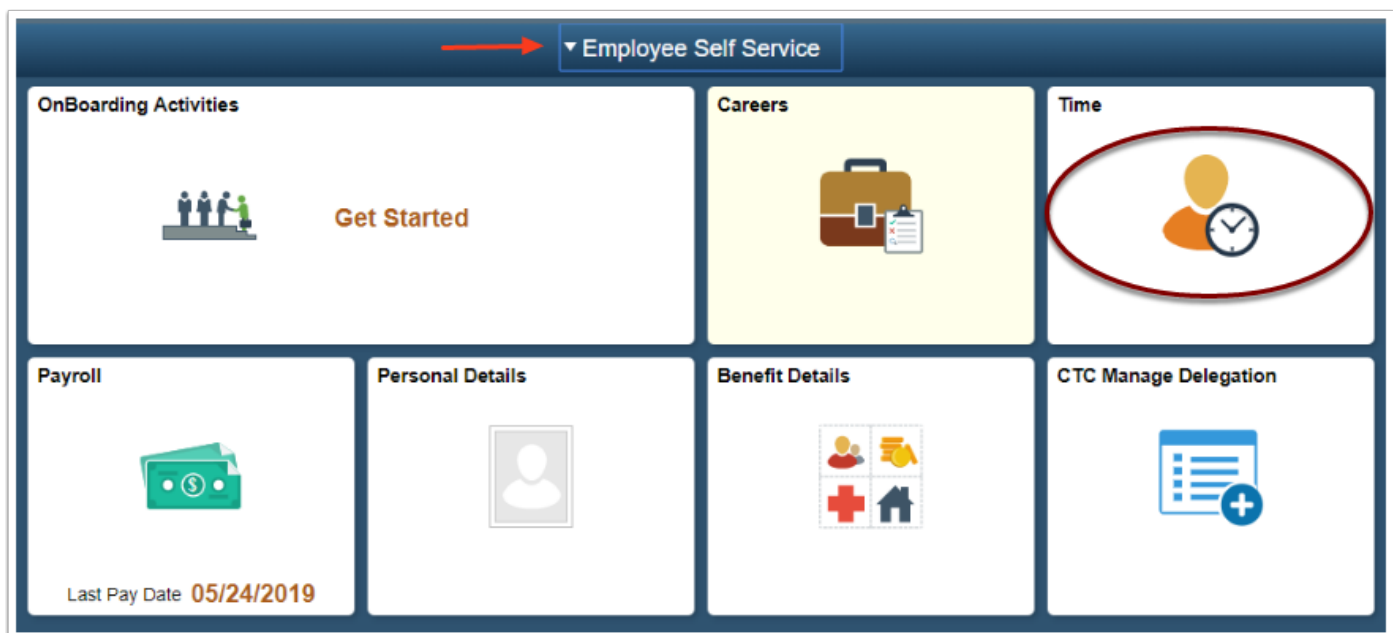 Employee Self Service
OnBoarding Activities
Careers
Time
Get Started
Payroll
Personal Details
Benefit Details
CTC Manage Delegation
Last Pay Date 05/24/2019